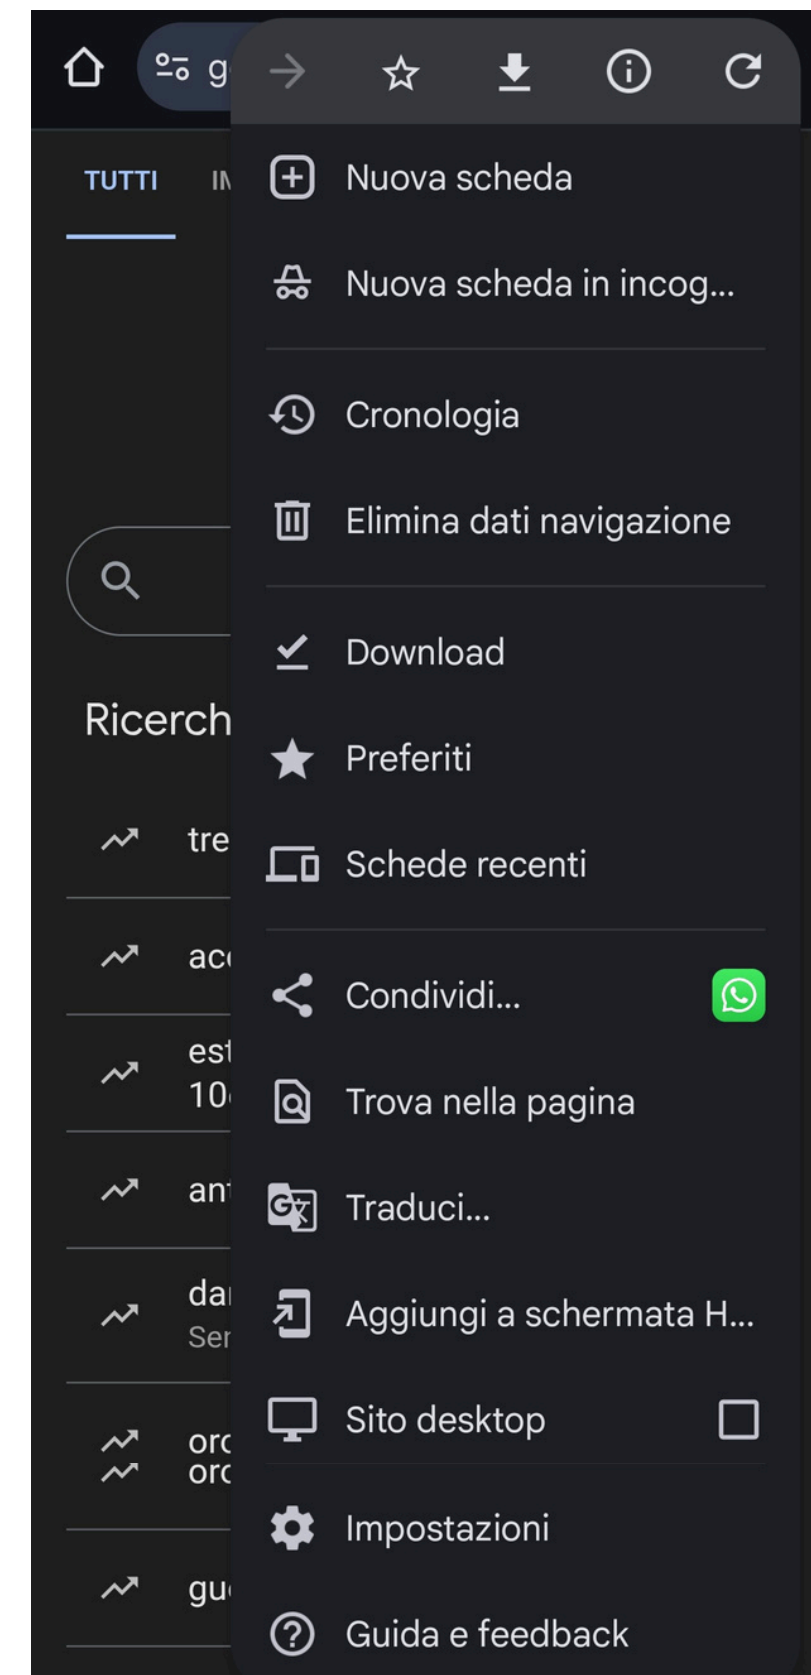 TUTTI
Nuova scheda
Nuova scheda in incog...
Cronologia
Elimina dati navigazione
Download
Preferiti
Schede recenti
Condividi...
Trova nella pagina
Traduci...
Aggiungi a schermata H...
Sito desktop
Impostazioni
Guida e feedback